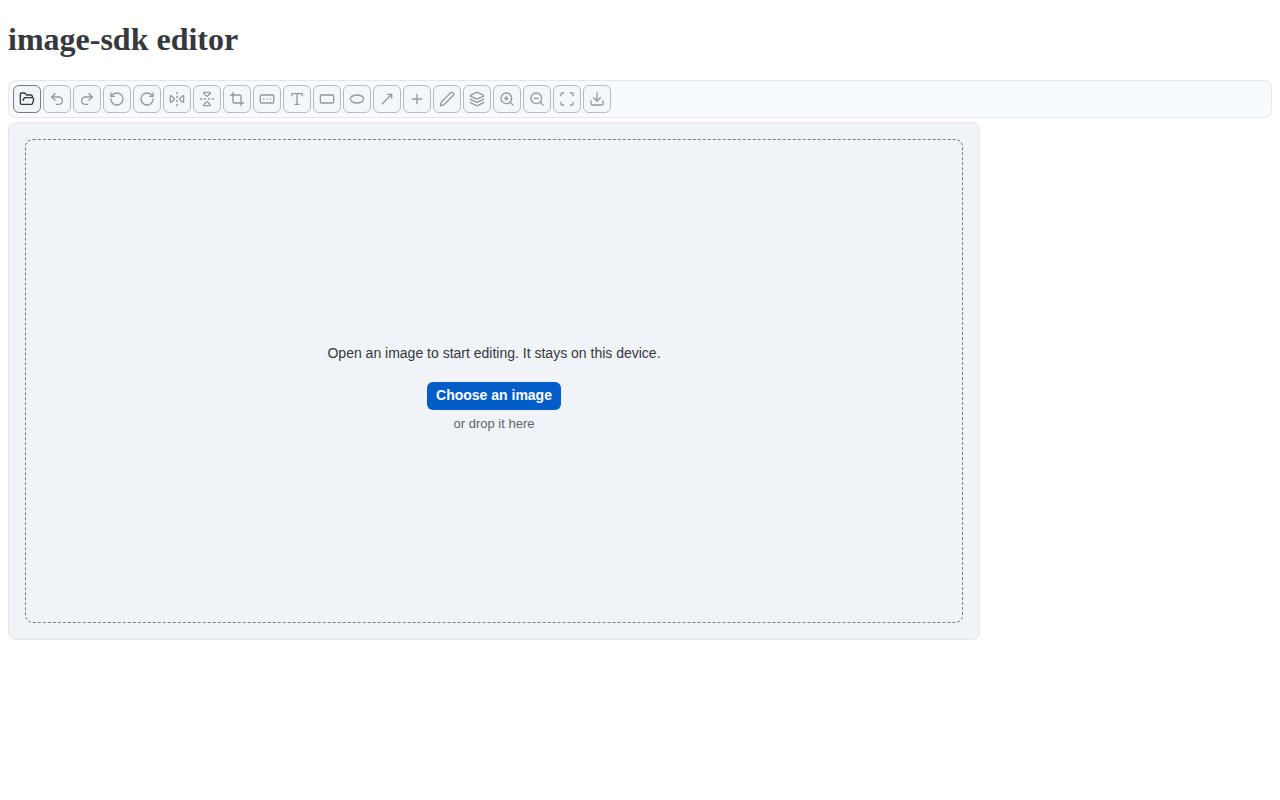 image-sdk editor
Open an image to start editing. It stays on this device.
Choose an image
or drop it here